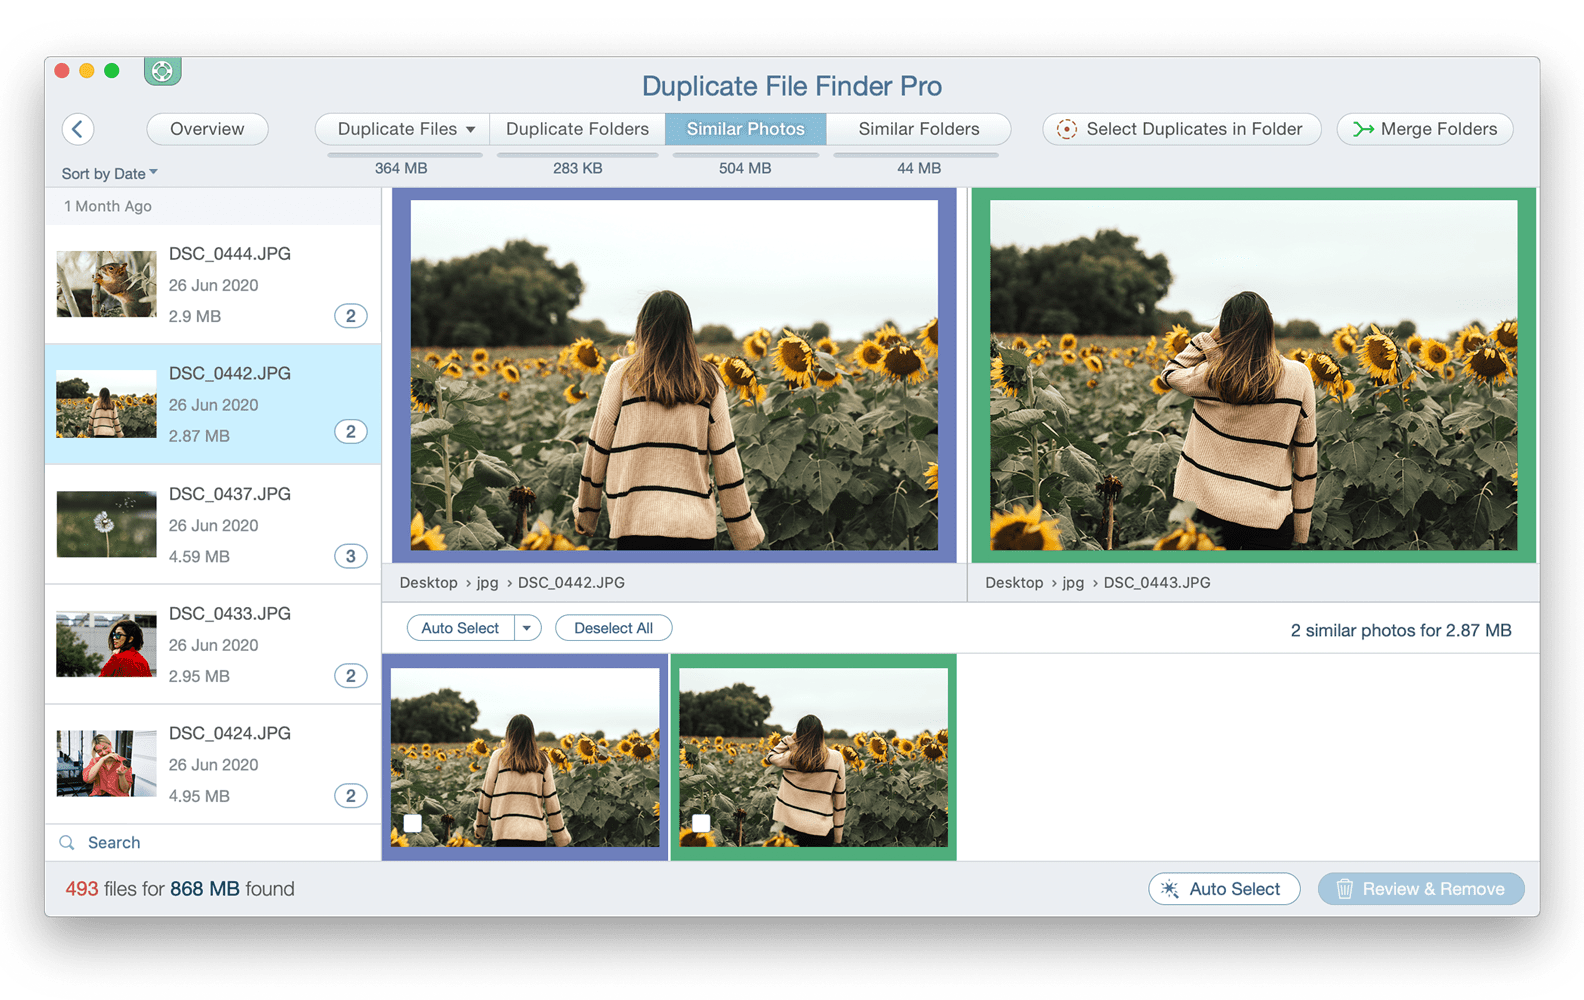 Duplicate File Finder Pro
Overview
Duplicate Files
Duplicate Folders
Similar Photos
Similar Folders
Select Duplicates in Folder
Merge Folders
364 MB
283 KB
504 MB
44 MB
Sort by Date
1 Month Ago
DSC_0444.JPG
26 Jun 2020
2.9 MB
2
DSC_0442.JPG
26 Jun 2020
2.87 MB
2
DSC_0437.JPG
26 Jun 2020
4.59 MB
3
DSC_0433.JPG
26 Jun 2020
2.95 MB
2
DSC_0424.JPG
26 Jun 2020
4.95 MB
2
Search
Desktop › jpg › DSC_0442.JPG
Desktop › jpg › DSC_0443.JPG
Auto Select
Deselect All
2 similar photos for 2.87 MB
493 files for 868 MB found
Auto Select
Review & Remove